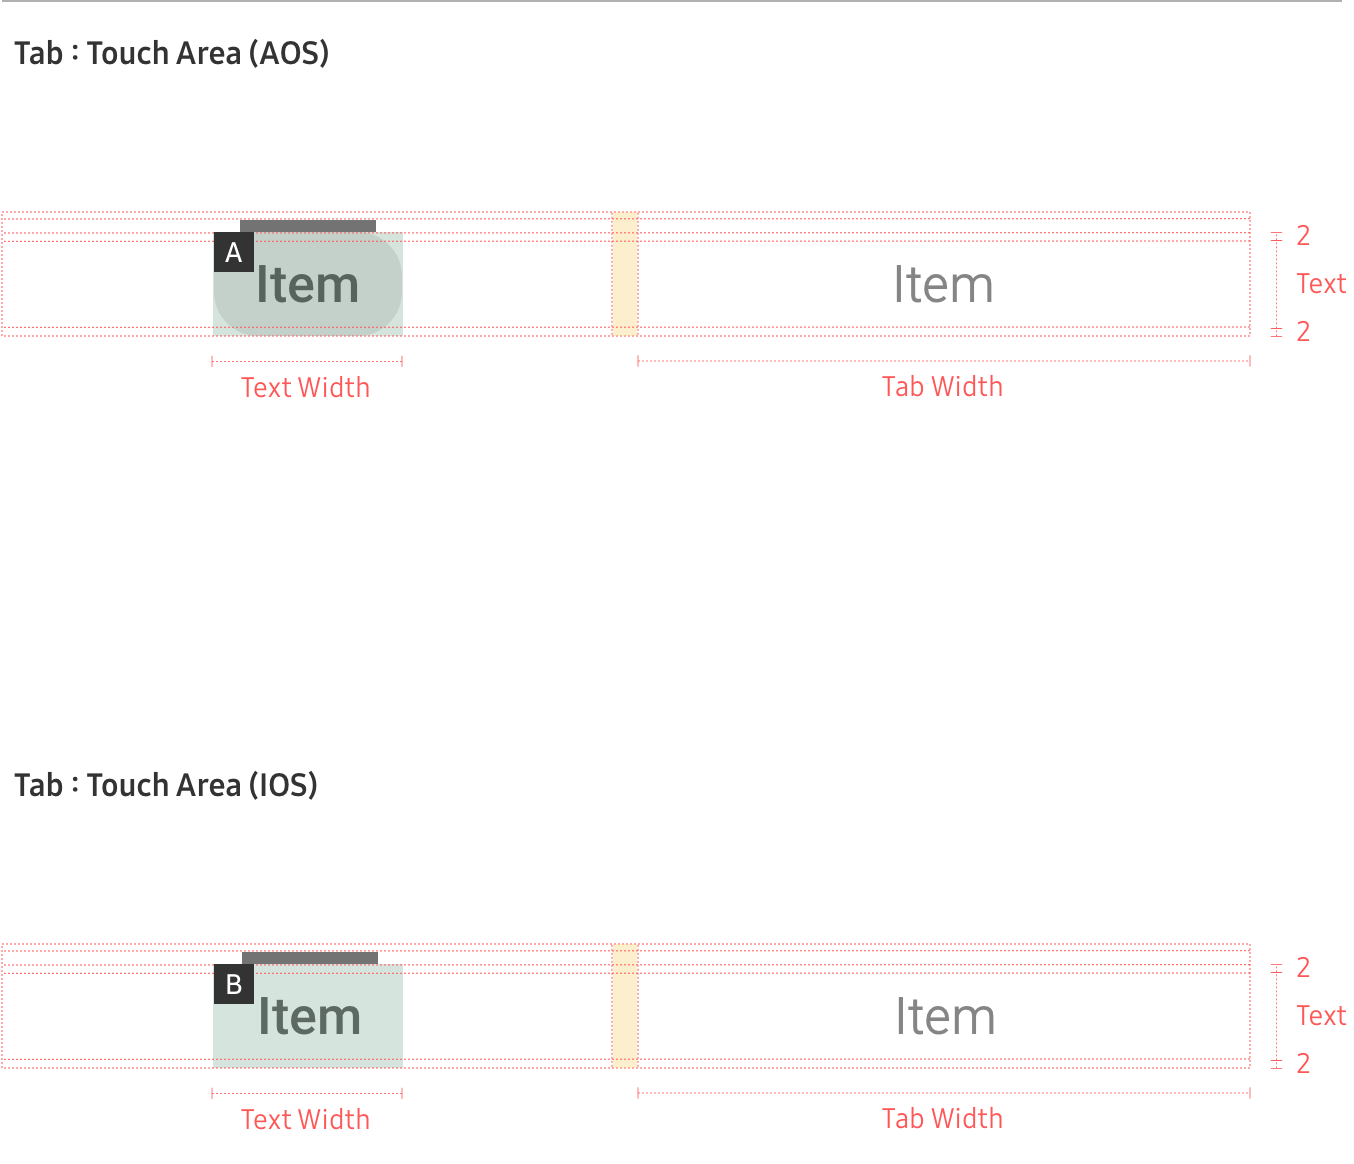 Tab : Touch Area (AOS)
2
A
Item
Item
Text
2
Text Width
Tab Width
Tab : Touch Area (IOS)
2
B
Item
Item
Text
2
Text Width
Tab Width